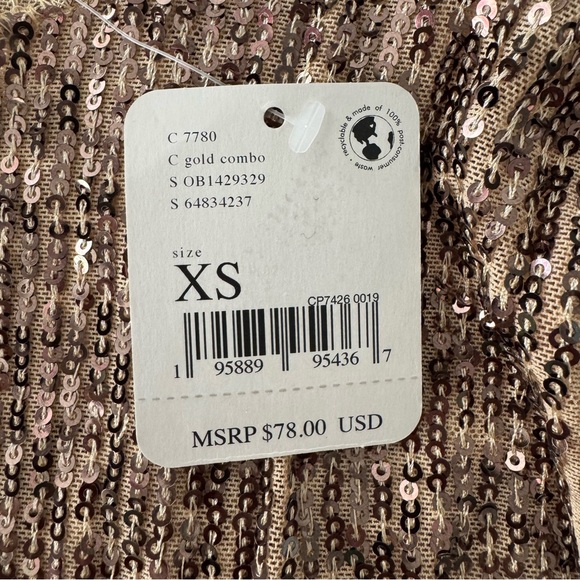 C 7780
C gold combo
S OB1429329
S 64834237
recyclable & made of 100% post-consumer waste
size
XS
CP7426 0019
1 95889 95436 7
MSRP $78.00 USD